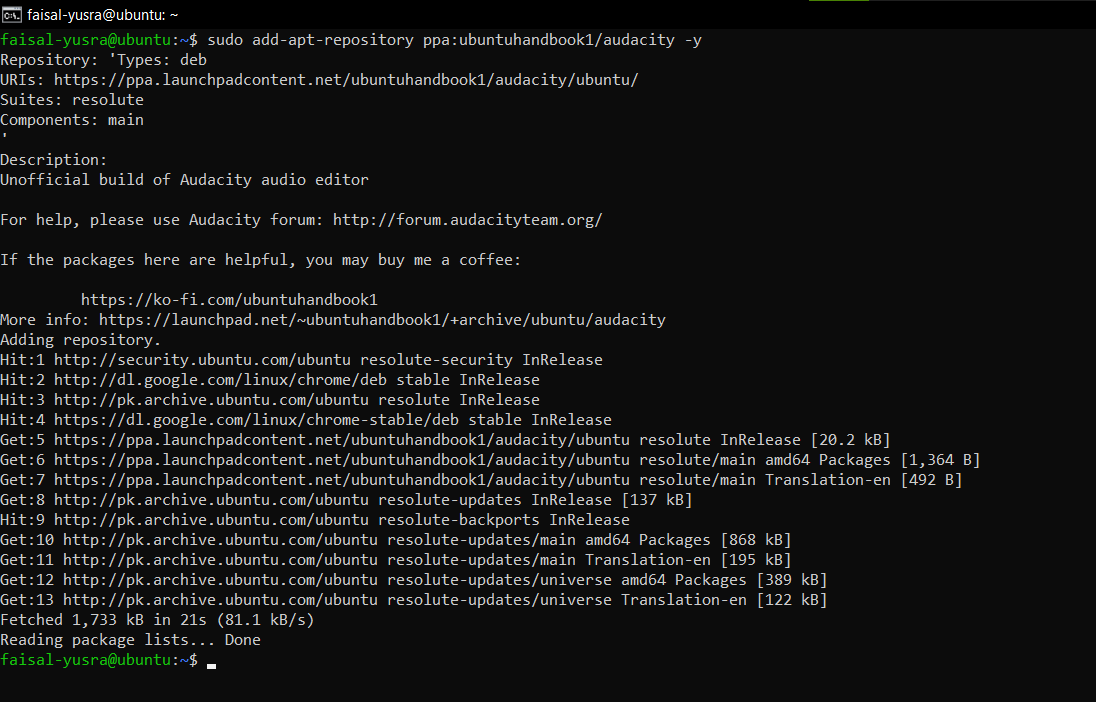 faisal-yusra@ubuntu: ~
faisal-yusra@ubuntu:~$ sudo add-apt-repository ppa:ubuntuhandbook1/audacity -y
Repository: 'Types: deb
URIs: https://ppa.launchpadcontent.net/ubuntuhandbook1/audacity/ubuntu/
Suites: resolute
Components: main
'
Description:
Unofficial build of Audacity audio editor
For help, please use Audacity forum: http://forum.audacityteam.org/
If the packages here are helpful, you may buy me a coffee:
https://ko-fi.com/ubuntuhandbook1
More info: https://launchpad.net/~ubuntuhandbook1/+archive/ubuntu/audacity
Adding repository.
Hit:1 http://security.ubuntu.com/ubuntu resolute-security InRelease
Hit:2 http://dl.google.com/linux/chrome/deb stable InRelease
Hit:3 http://pk.archive.ubuntu.com/ubuntu resolute InRelease
Hit:4 https://dl.google.com/linux/chrome-stable/deb stable InRelease
Get:5 https://ppa.launchpadcontent.net/ubuntuhandbook1/audacity/ubuntu resolute InRelease [20.2 kB]
Get:6 https://ppa.launchpadcontent.net/ubuntuhandbook1/audacity/ubuntu resolute/main amd64 Packages [1,364 B]
Get:7 https://ppa.launchpadcontent.net/ubuntuhandbook1/audacity/ubuntu resolute/main Translation-en [492 B]
Get:8 http://pk.archive.ubuntu.com/ubuntu resolute-updates InRelease [137 kB]
Hit:9 http://pk.archive.ubuntu.com/ubuntu resolute-backports InRelease
Get:10 http://pk.archive.ubuntu.com/ubuntu resolute-updates/main amd64 Packages [868 kB]
Get:11 http://pk.archive.ubuntu.com/ubuntu resolute-updates/main Translation-en [195 kB]
Get:12 http://pk.archive.ubuntu.com/ubuntu resolute-updates/universe amd64 Packages [389 kB]
Get:13 http://pk.archive.ubuntu.com/ubuntu resolute-updates/universe Translation-en [122 kB]
Fetched 1,733 kB in 21s (81.1 kB/s)
Reading package lists... Done
faisal-yusra@ubuntu:~$